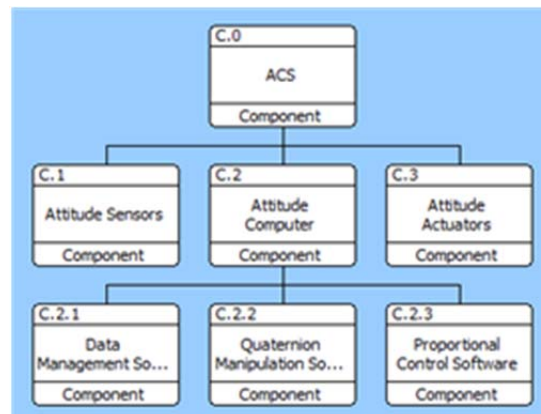 C.0
ACS
Component
C.1
Attitude Sensors
Component
C.2
Attitude
Computer
Component
C.3
Attitude
Actuators
Component
C.2.1
Data
Management So...
Component
C.2.2
Quaternion
Manipulation So...
Component
C.2.3
Proportional
Control Software
Component